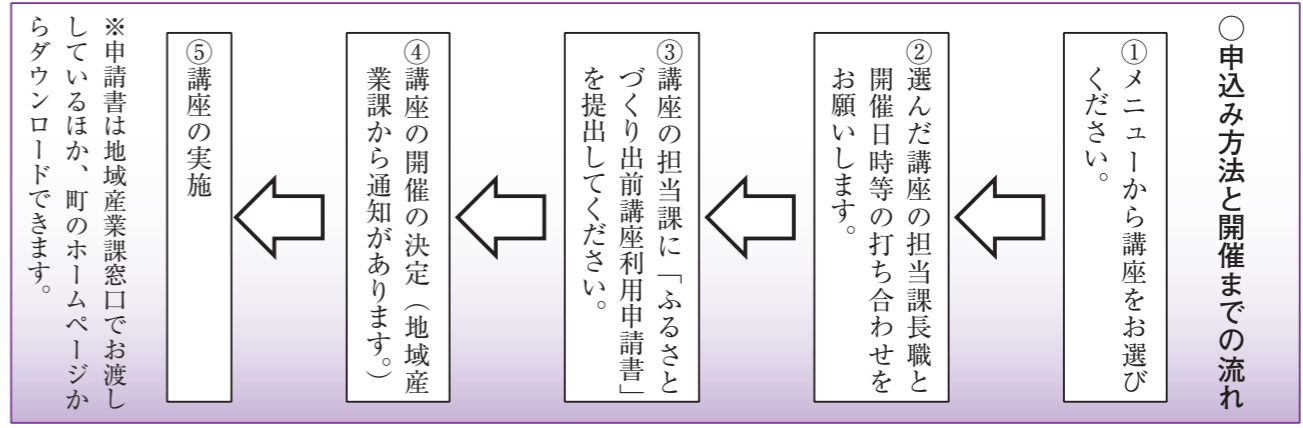 ○申込み方法と開催までの流れ
①メニューから講座をお選び
ください。
②選んだ講座の担当課長職と
開催日時等の打ち合わせを
お願いします。
③講座の担当課に「ふるさと
づくり出前講座利用申請書」
を提出してください。
④講座の開催の決定（地域産
業課から通知があります。）
⑤講座の実施
※申請書は地域産業課窓口でお渡し
しているほか、町のホームページか
らダウンロードできます。